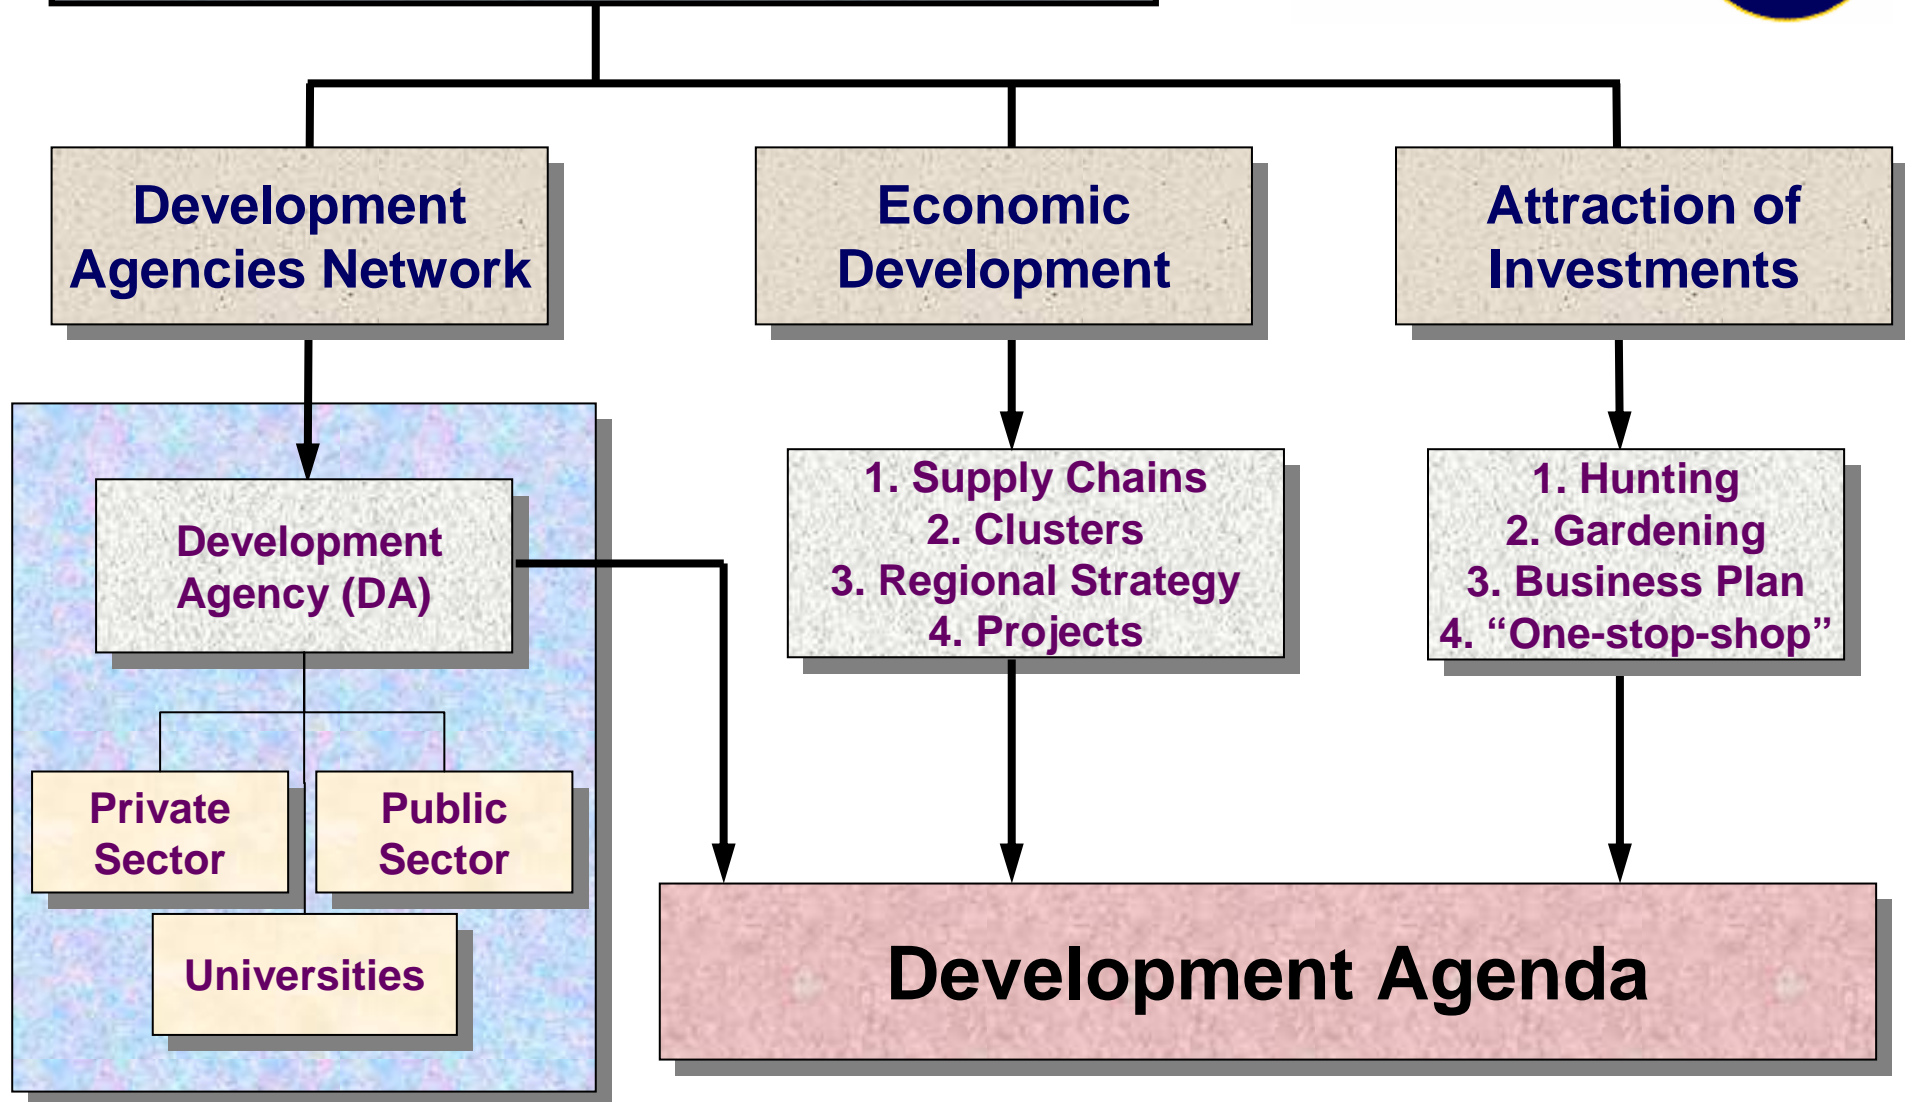 Development
Agencies Network
Economic
Development
Attraction of
Investments
Development
Agency (DA)
Private
Sector
Public
Sector
Universities
1. Supply Chains
2. Clusters
3. Regional Strategy
4. Projects
1. Hunting
2. Gardening
3. Business Plan
4. “One-stop-shop”
Development Agenda